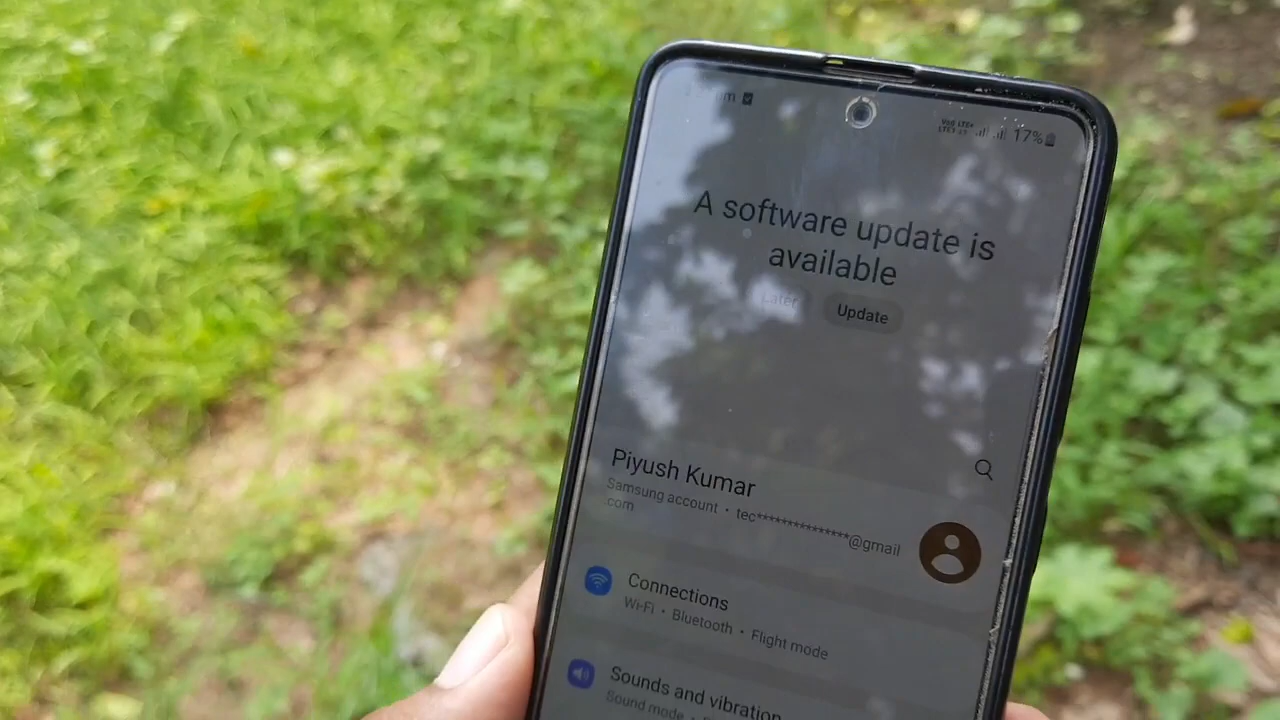 17%
A software update is
available
Later Update
Piyush Kumar
Samsung account • tec***************@gmail
.com
Connections
Wi-Fi • Bluetooth • Flight mode
Sounds and vibration
Sound mode •